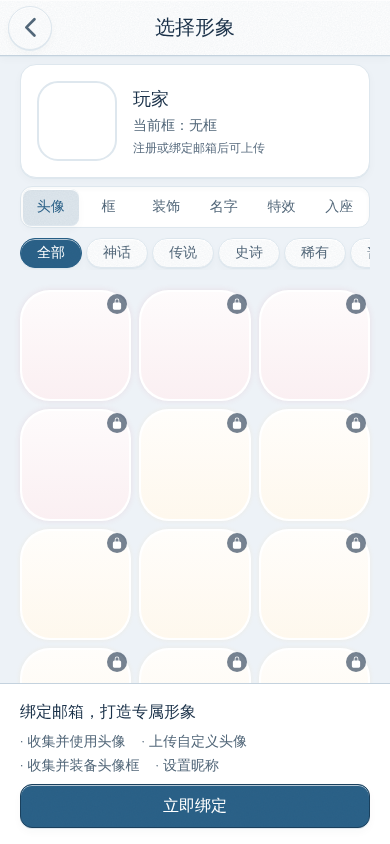 选择形象
玩家
当前框：无框
注册或绑定邮箱后可上传
头像 框 装饰 名字 特效 入座
全部 神话 传说 史诗 稀有
绑定邮箱，打造专属形象
· 收集并使用头像 · 上传自定义头像
· 收集并装备头像框 · 设置昵称
立即绑定